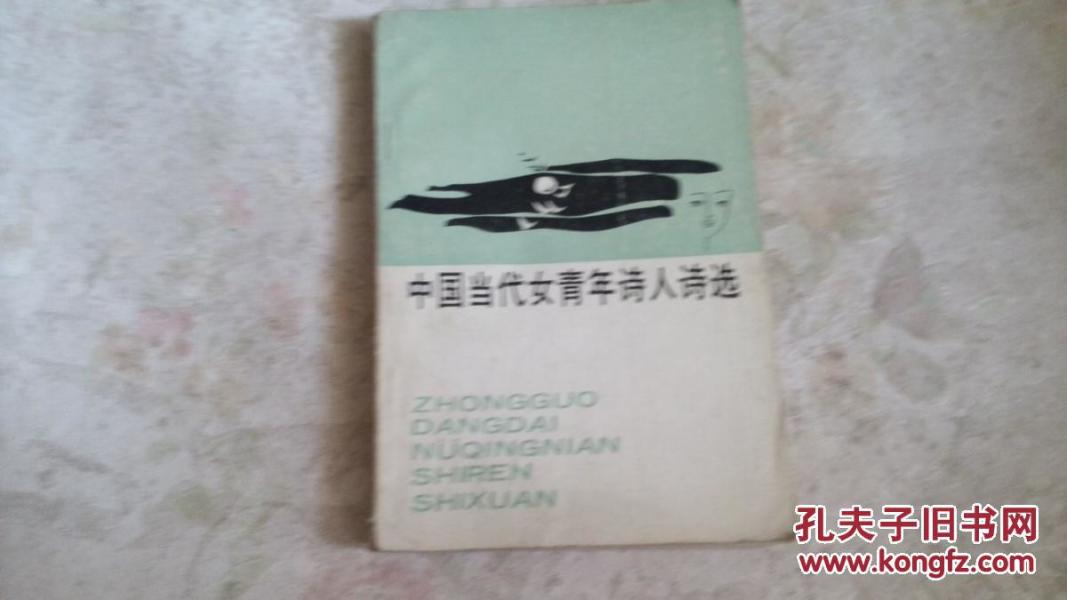 中国当代女青年诗人诗选
ZHONGGUO
DANGDAI
NÜQINGNIAN
SHIREN
SHIXUAN
孔夫子旧书网
www.kongfz.com